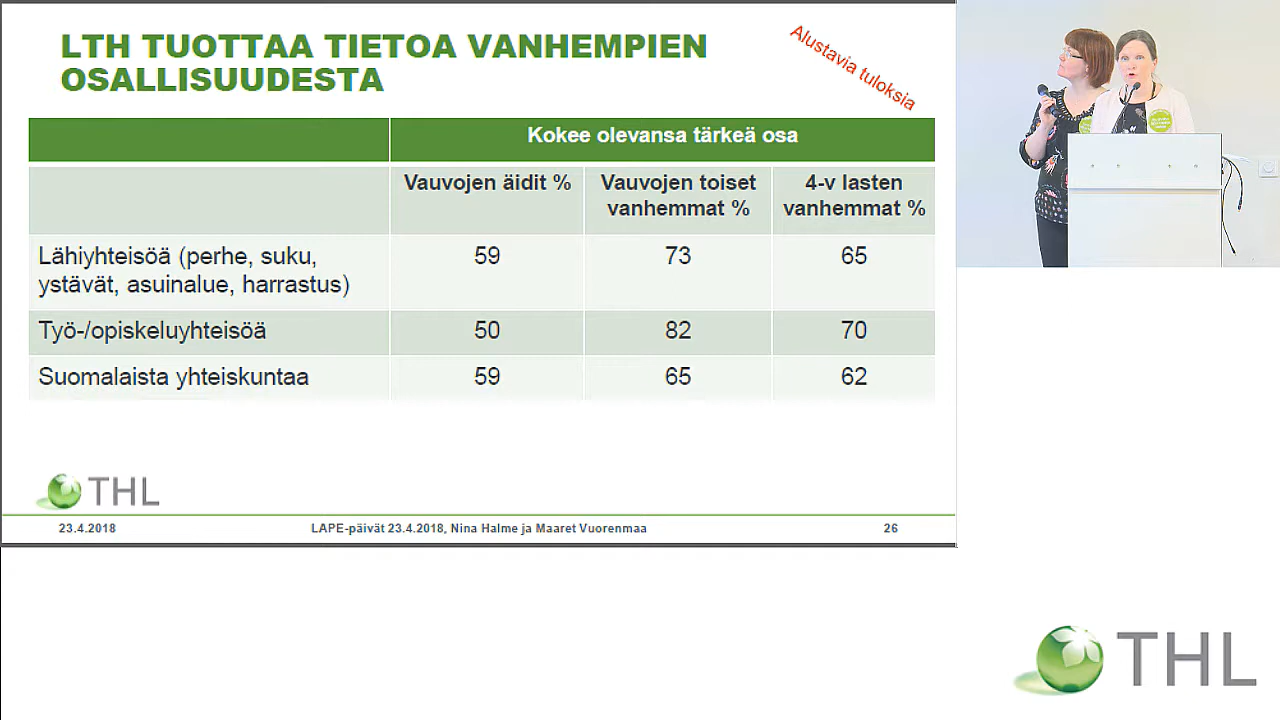 LTH TUOTTAA TIETOA VANHEMPIEN
OSALLISUUDESTA
Alustavia tuloksia
Kokee olevansa tärkeä osa
Vauvojen äidit %
Vauvojen toiset
vanhemmat %
4-v lasten
vanhemmat %
Lähiyhteisöä (perhe, suku,
ystävät, asuinalue, harrastus)
59
73
65
Työ-/opiskeluyhteisöä
50
82
70
Suomalaista yhteiskuntaa
59
65
62
THL
23.4.2018
LAPE-päivät 23.4.2018, Nina Halme ja Maaret Vuorenmaa
26
THL